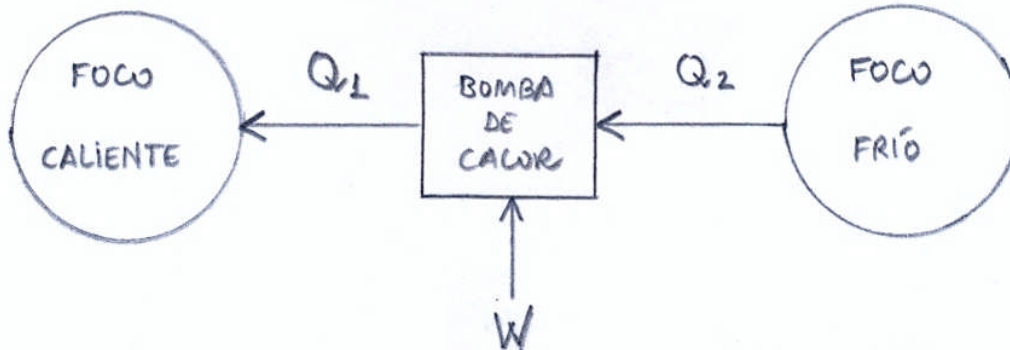 FOCO
CALIENTE
Q1
BOMBA
DE
CALOR
Q2
FOCO
FRÍO
W